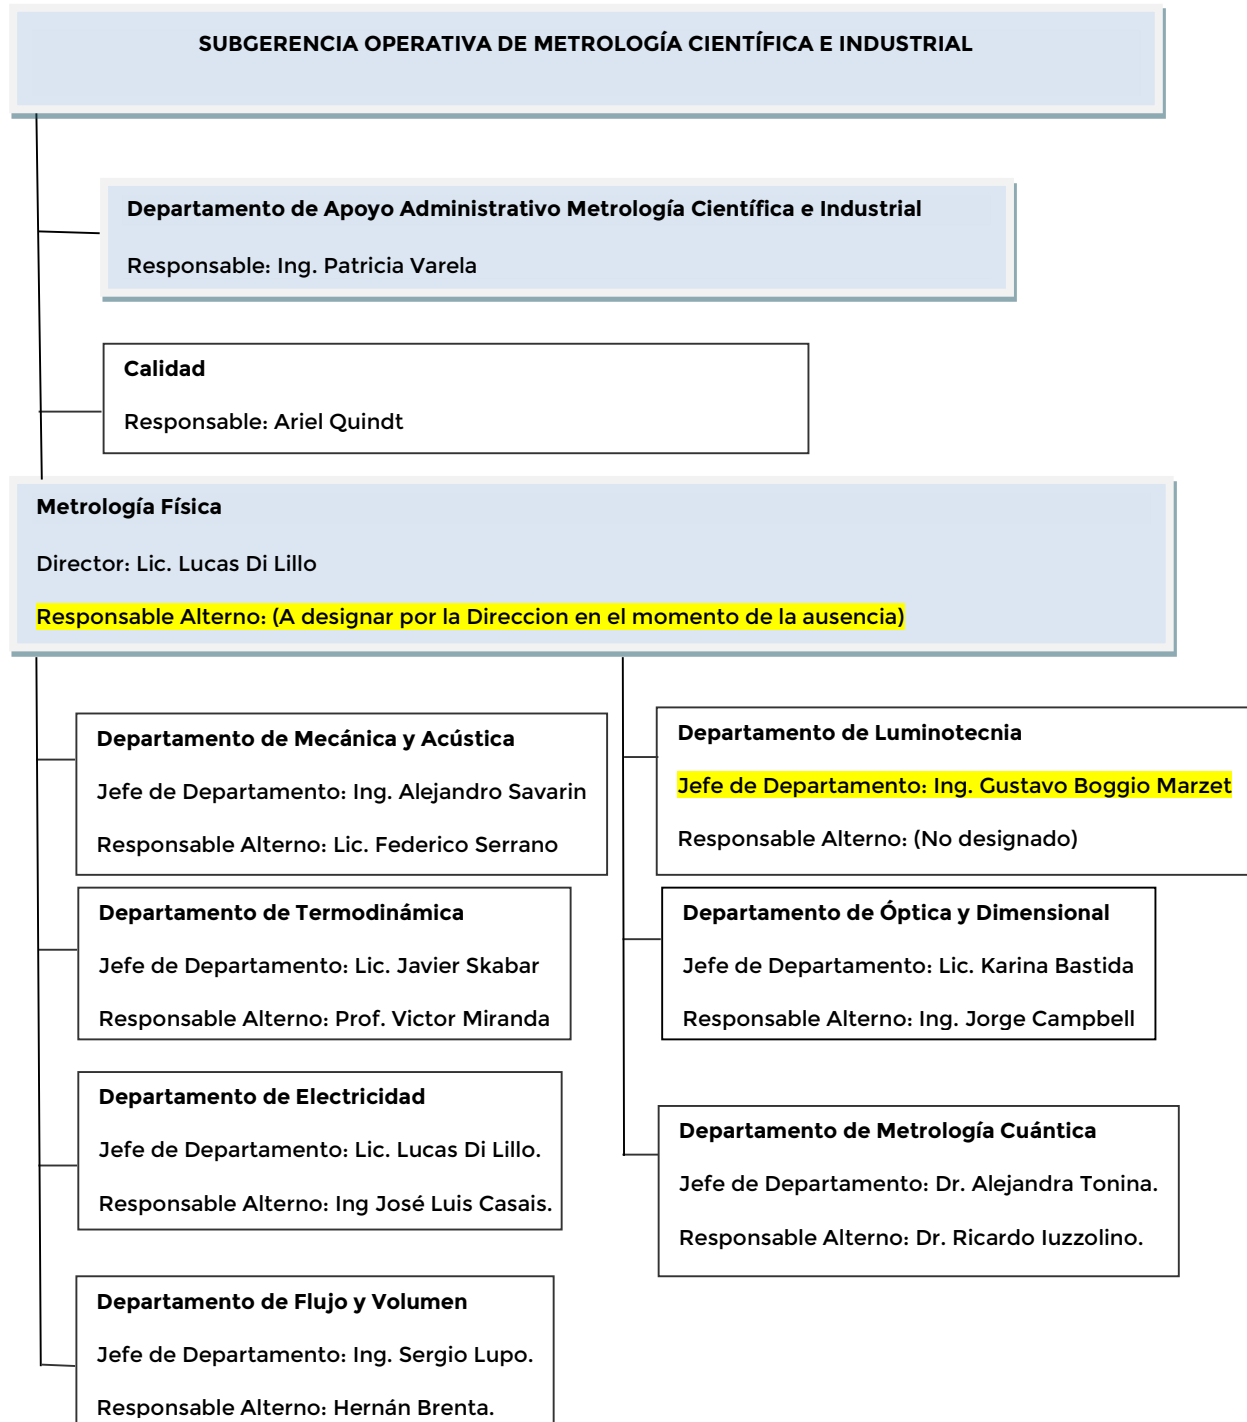 SUBGERENCIA OPERATIVA DE METROLOGÍA CIENTÍFICA E INDUSTRIAL
Departamento de Apoyo Administrativo Metrología Científica e Industrial
Responsable: Ing. Patricia Varela
Calidad
Responsable: Ariel Quindt
Metrología Física
Director: Lic. Lucas Di Lillo
Responsable Alterno: (A designar por la Direccion en el momento de la ausencia)
Departamento de Mecánica y Acústica
Jefe de Departamento: Ing. Alejandro Savarin
Responsable Alterno: Lic. Federico Serrano
Departamento de Termodinámica
Jefe de Departamento: Lic. Javier Skabar
Responsable Alterno: Prof. Victor Miranda
Departamento de Electricidad
Jefe de Departamento: Lic. Lucas Di Lillo.
Responsable Alterno: Ing José Luis Casais.
Departamento de Flujo y Volumen
Jefe de Departamento: Ing. Sergio Lupo.
Responsable Alterno: Hernán Brenta.
Departamento de Luminotecnia
Jefe de Departamento: Ing. Gustavo Boggio Marzet
Responsable Alterno: (No designado)
Departamento de Óptica y Dimensional
Jefe de Departamento: Lic. Karina Bastida
Responsable Alterno: Ing. Jorge Campbell
Departamento de Metrología Cuántica
Jefe de Departamento: Dr. Alejandra Tonina.
Responsable Alterno: Dr. Ricardo Iuzzolino.